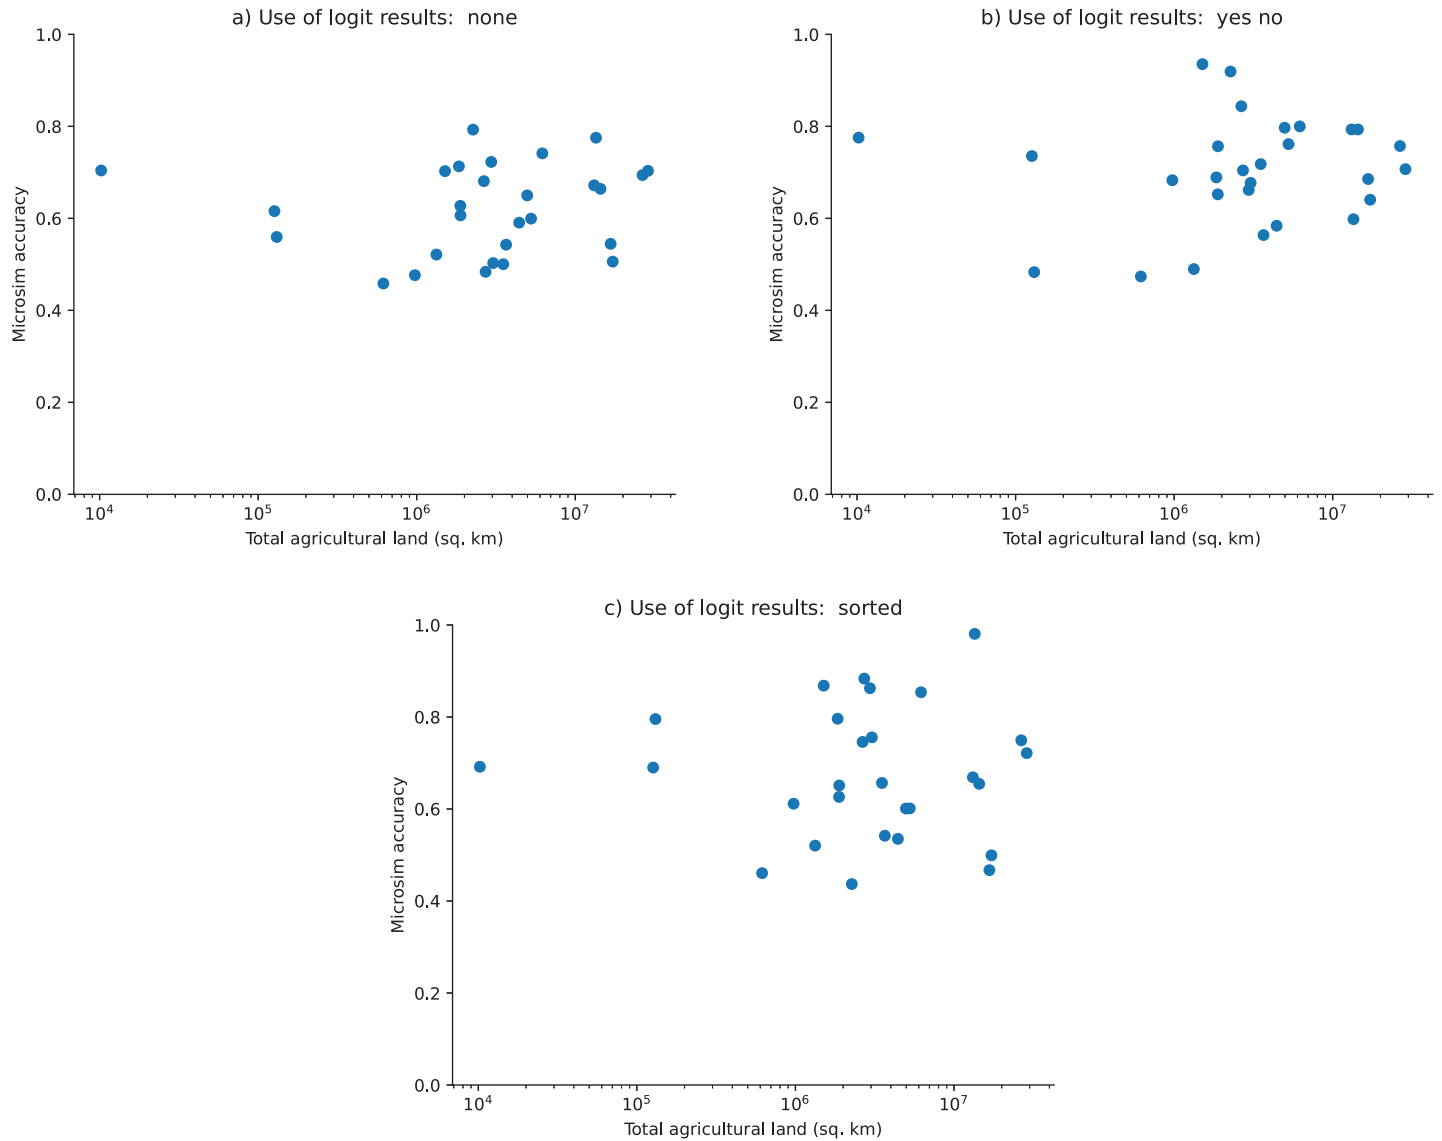 a) Use of logit results:  none
1.0
0.8
0.6
0.4
0.2
0.0
Microsim accuracy
10⁴ 10⁵ 10⁶ 10⁷
Total agricultural land (sq. km)
b) Use of logit results:  yes no
1.0
0.8
0.6
0.4
0.2
0.0
Microsim accuracy
10⁴ 10⁵ 10⁶ 10⁷
Total agricultural land (sq. km)
c) Use of logit results:  sorted
1.0
0.8
0.6
0.4
0.2
0.0
Microsim accuracy
10⁴ 10⁵ 10⁶ 10⁷
Total agricultural land (sq. km)